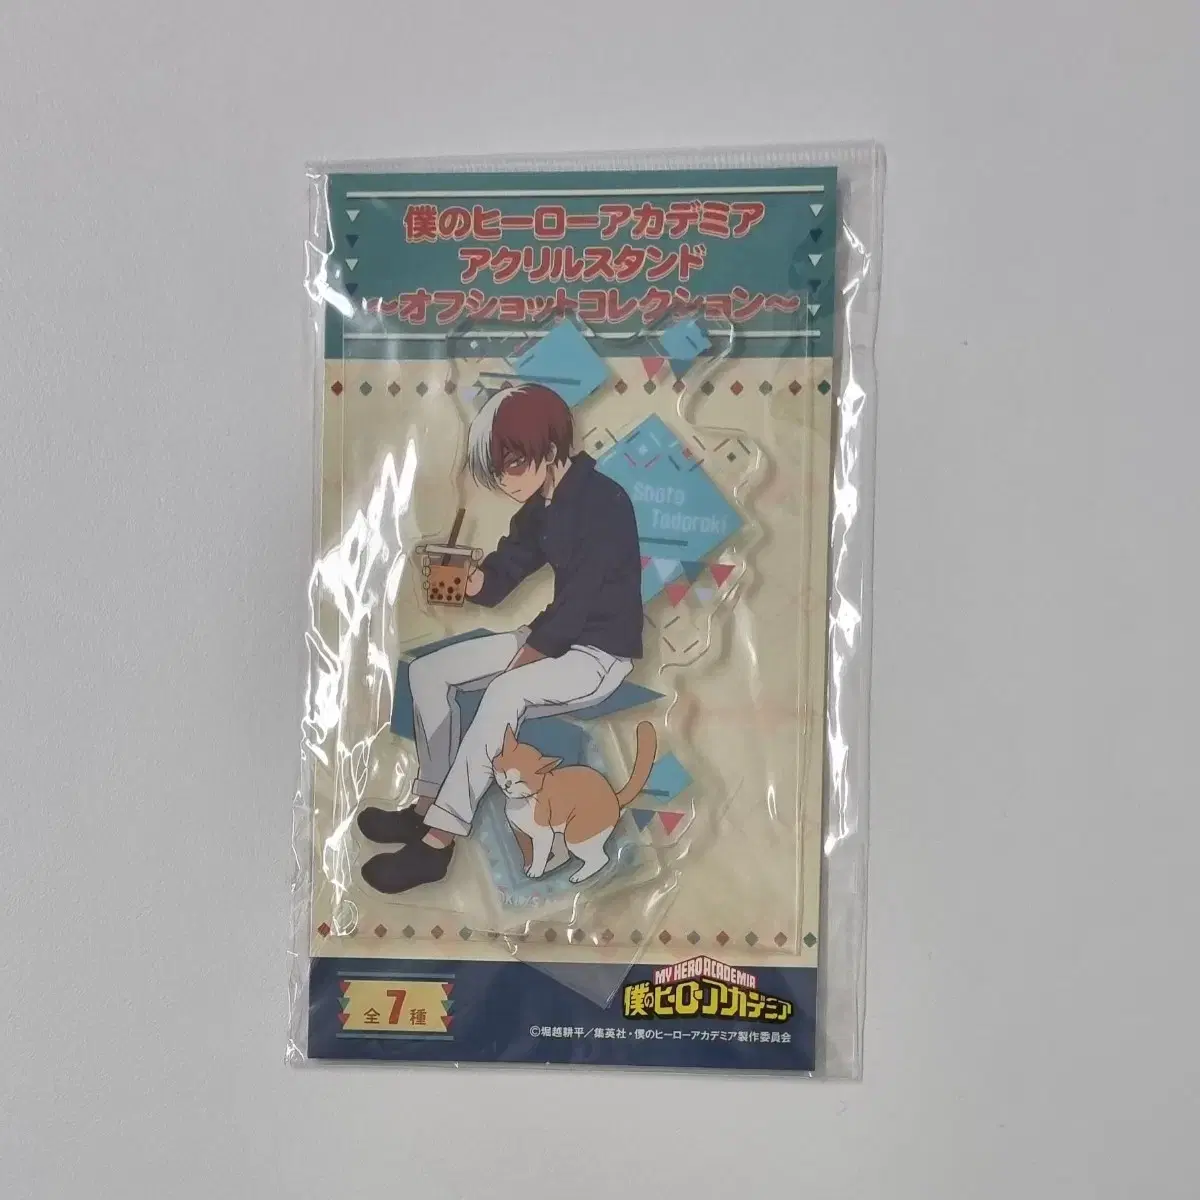 僕のヒーローアカデミア
アクリルスタンド
～オフショットコレクション～
Shoto
Todoroki
全7種
MY HERO ACADEMIA
僕のヒーローアカデミア
©堀越耕平／集英社・僕のヒーローアカデミア製作委員会